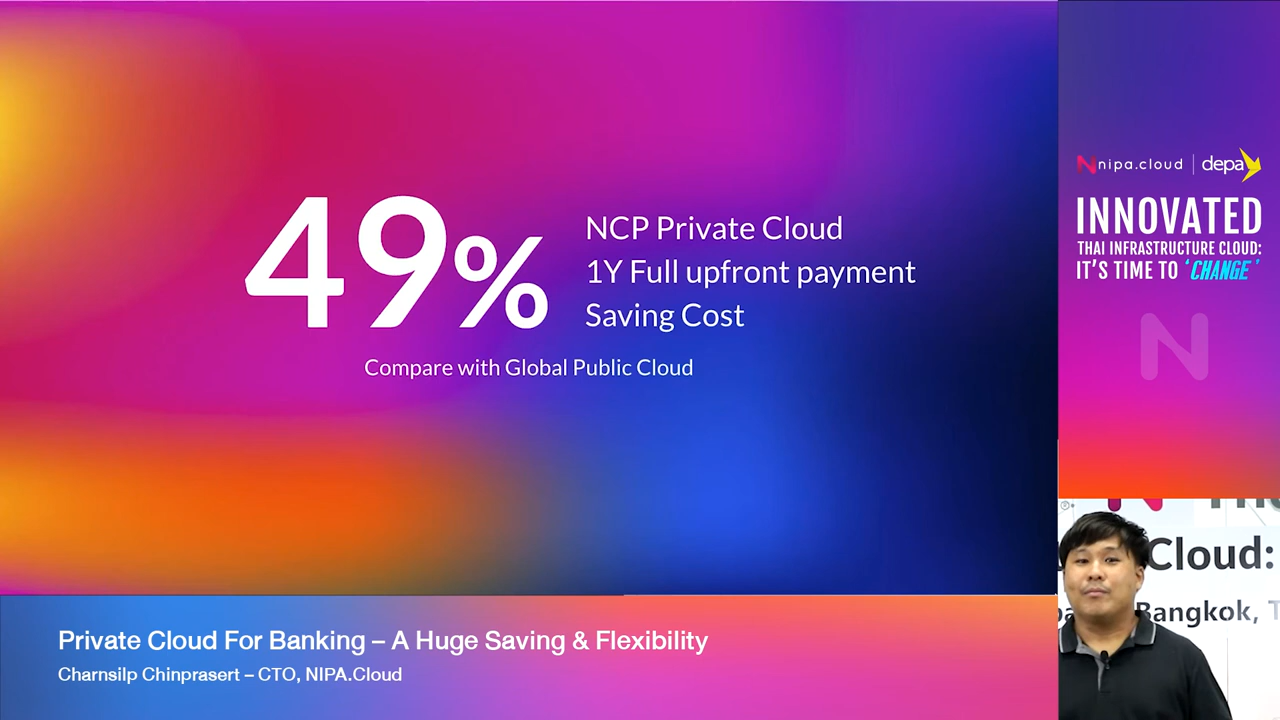 49%
NCP Private Cloud
1Y Full upfront payment
Saving Cost
Compare with Global Public Cloud
nipa.cloud | depa
INNOVATED
THAI INFRASTRUCTURE CLOUD:
IT'S TIME TO 'CHANGE'
N
Cloud:
Bangkok,
Private Cloud For Banking – A Huge Saving & Flexibility
Charnsilp Chinprasert – CTO, NIPA.Cloud